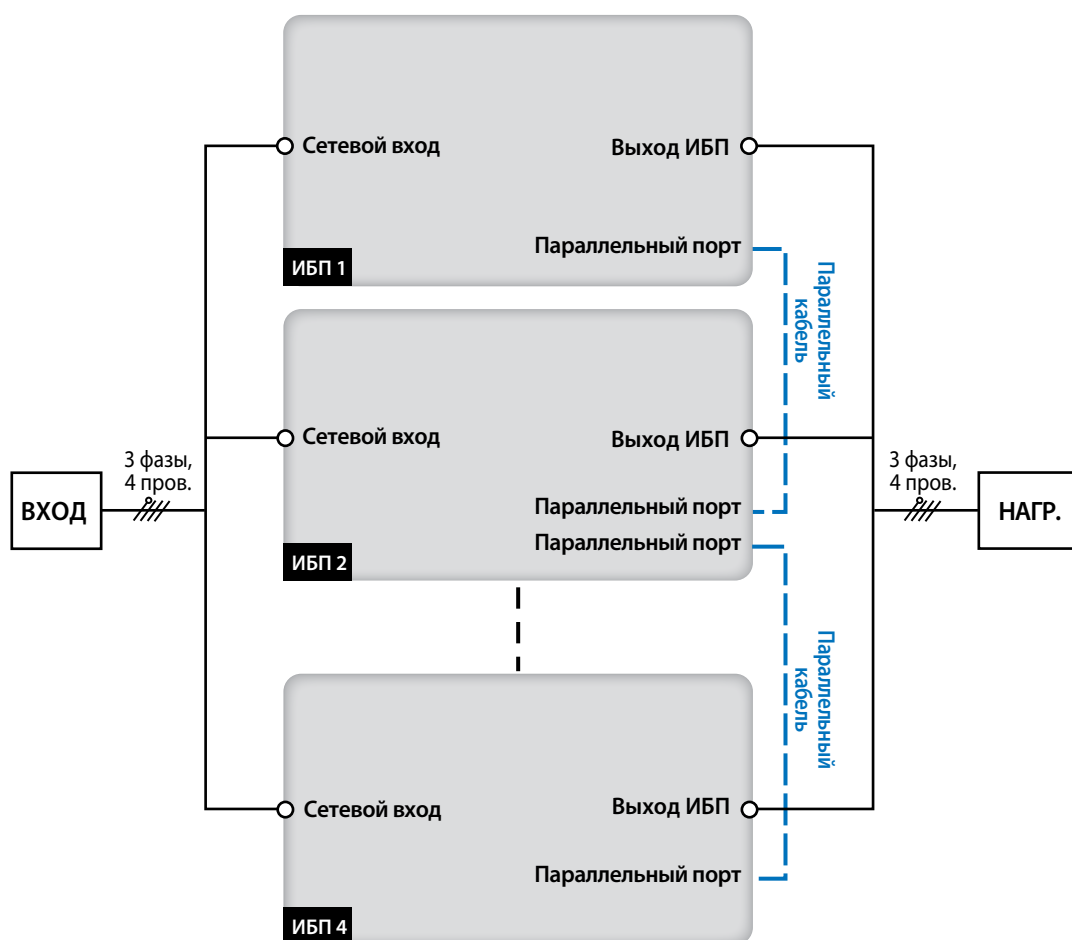 Сетевой вход
Выход ИБП
Параллельный порт
ИБП 1
Параллельный
кабель
Сетевой вход
Выход ИБП
3 фазы,
4 пров.
ВХОД
3 фазы,
4 пров.
НАГР.
Параллельный порт
Параллельный порт
ИБП 2
Параллельный
кабель
Сетевой вход
Выход ИБП
Параллельный порт
ИБП 4